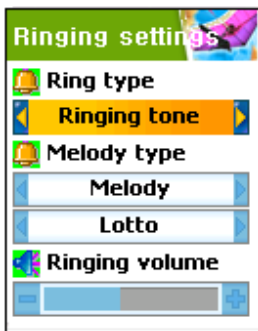 Ringing settings
Ring type
Ringing tone
Melody type
Melody
Lotto
Ringing volume